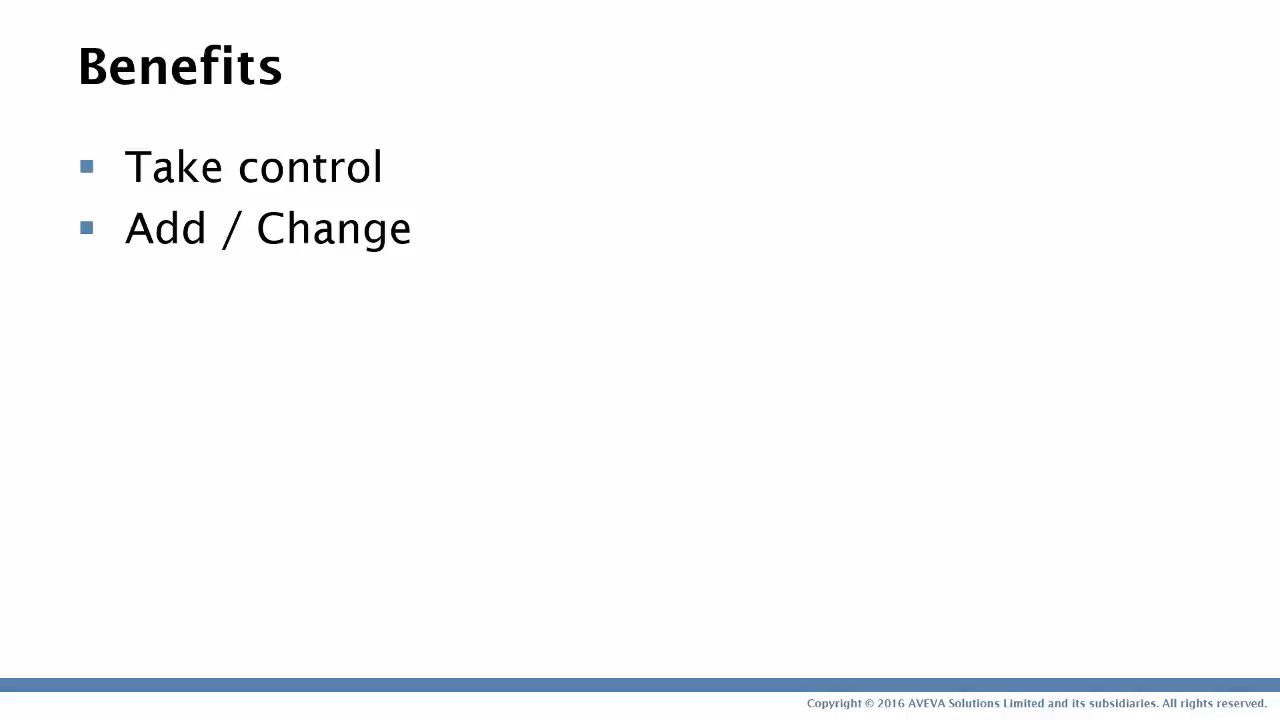 Benefits
Take control
Add / Change
Copyright © 2016 AVEVA Solutions Limited and its subsidiaries. All rights reserved.